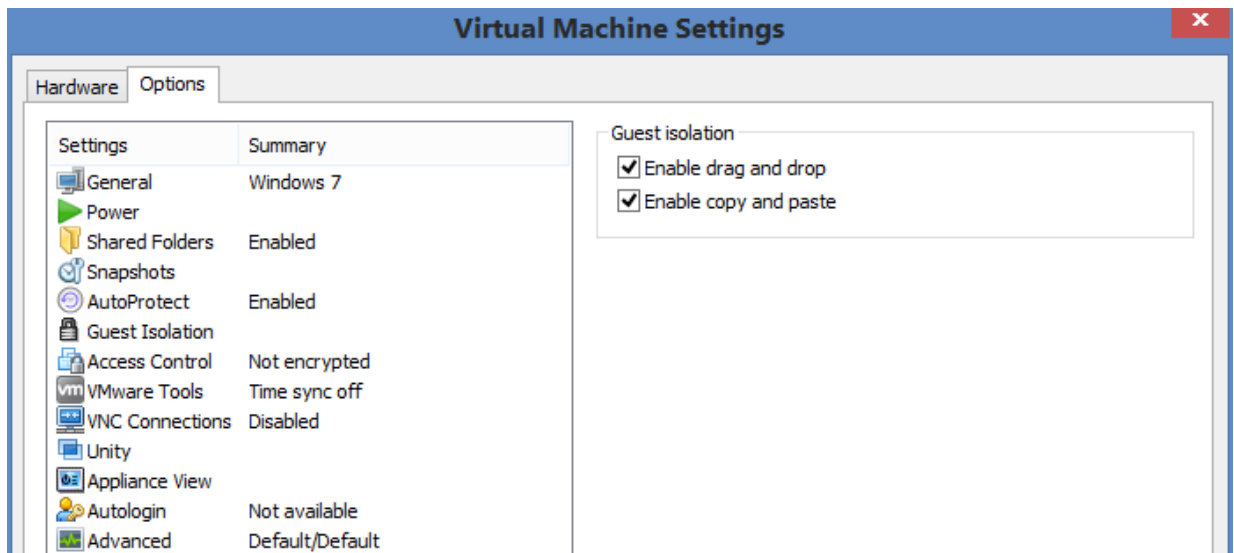 Virtual Machine Settings
x
Hardware Options
Settings Summary
General Windows 7
Power
Shared Folders Enabled
Snapshots
AutoProtect Enabled
Guest Isolation
Access Control Not encrypted
vm VMware Tools Time sync off
VNC Connections Disabled
Unity
Appliance View
Autologin Not available
Advanced Default/Default
Guest isolation
Enable drag and drop
Enable copy and paste